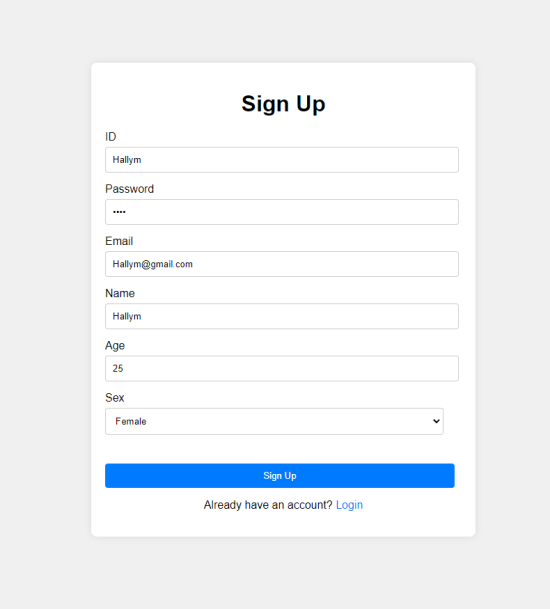 Sign Up
ID
Hallym
Password
••••
Email
Hallym@gmail.com
Name
Hallym
Age
25
Sex
Female
Sign Up
Already have an account? Login